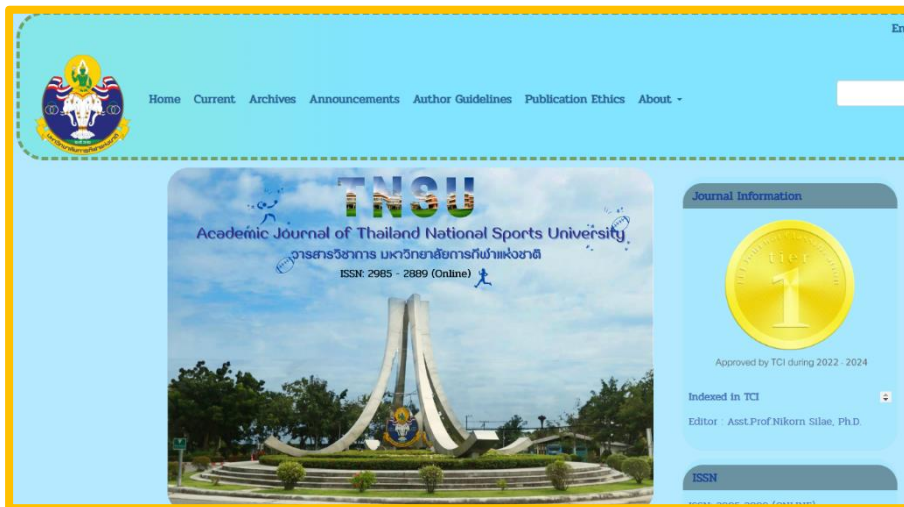 En
Home Current Archives Announcements Author Guidelines Publication Ethics About
TNSU
Academic Journal of Thailand National Sports University
วารสารวิชาการ มหาวิทยาลัยการกีฬาแห่งชาติ
ISSN: 2985 - 2889 (Online)
Journal Information
tier
1
Approved by TCI during 2022 - 2024
Indexed in TCI
Editor : Asst.Prof.Nikorn Silae, Ph.D.
ISSN